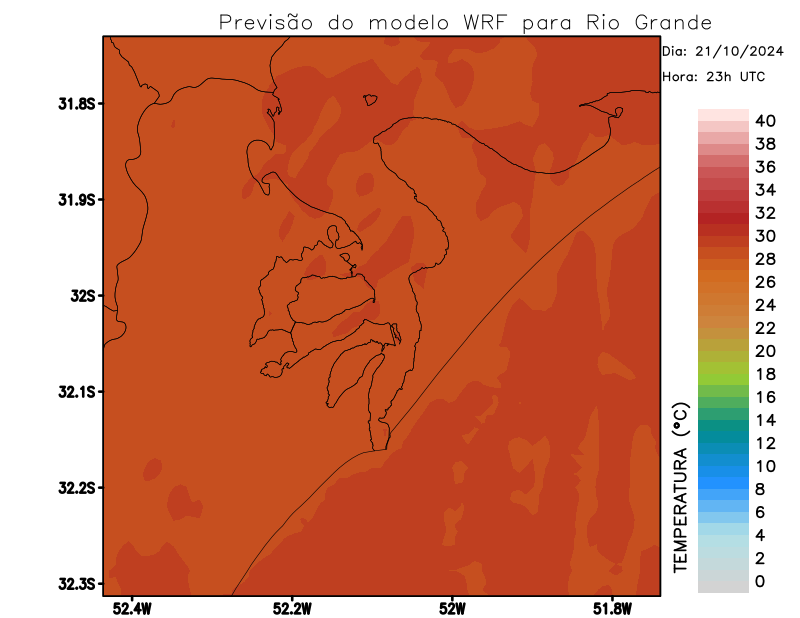 Previsão do modelo WRF para Rio Grande
Dia: 21/10/2024
Hora: 23h UTC
31.8S
31.9S
32S
32.1S
32.2S
32.3S
52.4W
52.2W
52W
51.8W
TEMPERATURA (°C)
40
38
36
34
32
30
28
26
24
22
20
18
16
14
12
10
8
6
4
2
0